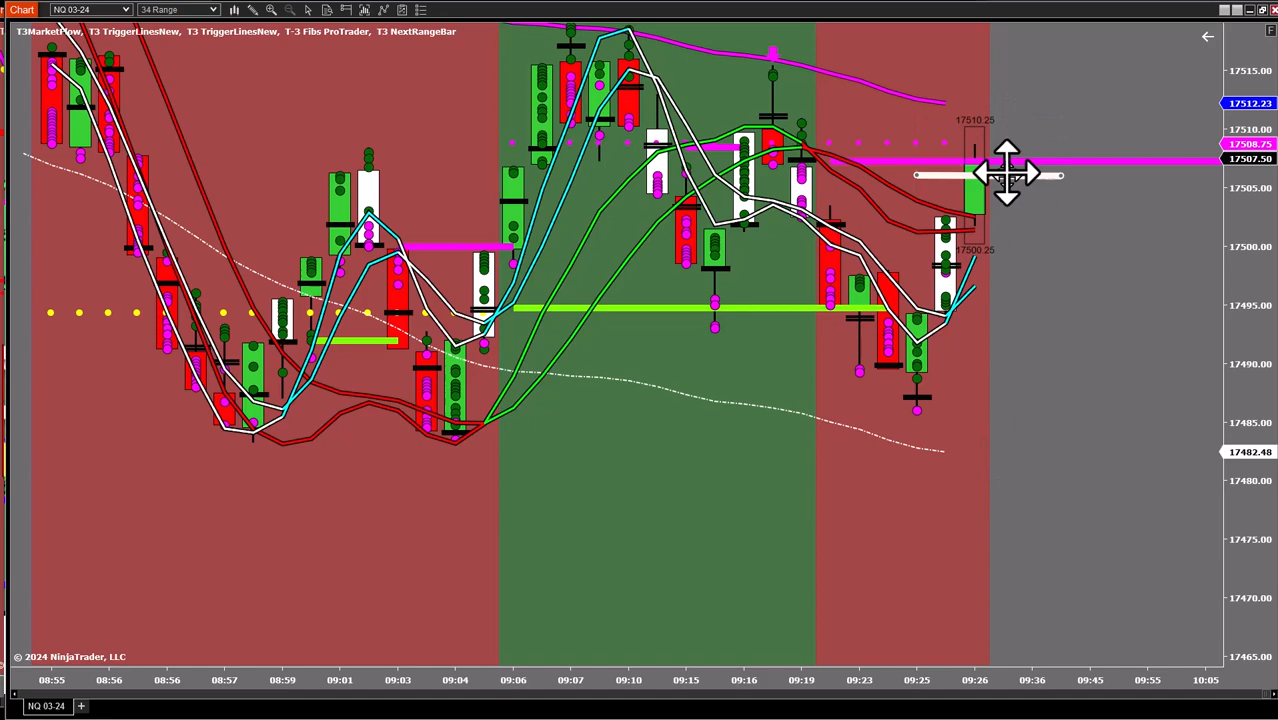 Chart
NQ 03-24
34 Range
T3MarketFlow, T3 TriggerLinesNew, T3 TriggerLinesNew, T-3 Fibs ProTrader, T3 NextRangeBar
F
17515.00
17512.23
17510.25
17510.00
17508.75
17507.50
17505.00
17500.25
17500.00
17495.00
17490.00
17485.00
17482.48
17480.00
17475.00
17470.00
17465.00
© 2024 NinjaTrader, LLC
08:55 08:56 08:56 08:57 08:59 09:01 09:03 09:04 09:06 09:07 09:10 09:15 09:16 09:19 09:23 09:25 09:26 09:36 09:45 09:55 10:05
NQ 03-24